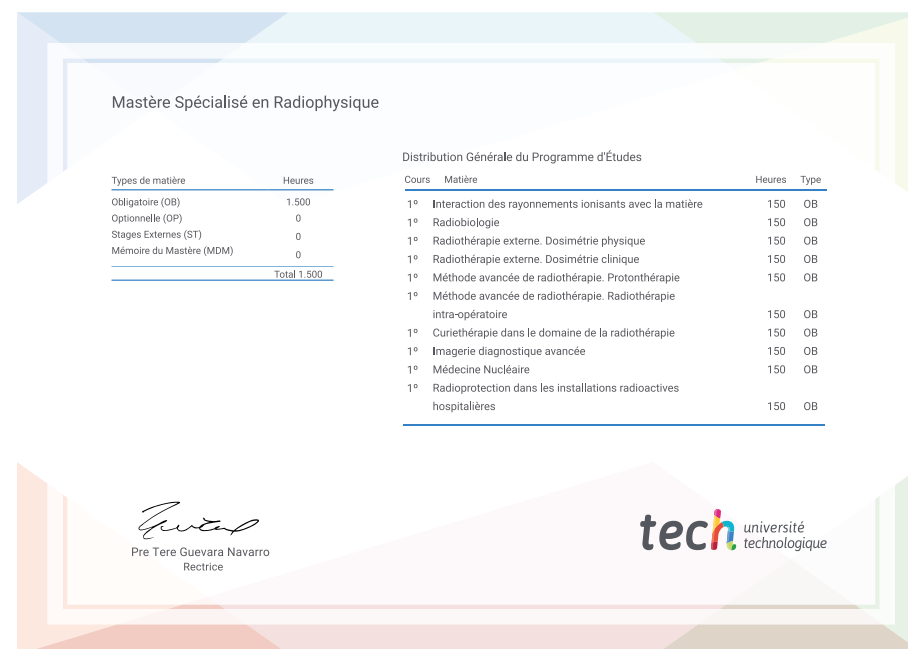 Mastère Spécialisé en Radiophysique
Types de matière Heures
Obligatoire (OB) 1.500
Optionnelle (OP) 0
Stages Externes (ST) 0
Mémoire du Mastère (MDM) 0
Total 1.500
Distribution Générale du Programme d'Études
Cours Matière Heures Type
1º Interaction des rayonnements ionisants avec la matière 150 OB
1º Radiobiologie 150 OB
1º Radiothérapie externe. Dosimétrie physique 150 OB
1º Radiothérapie externe. Dosimétrie clinique 150 OB
1º Méthode avancée de radiothérapie. Protonthérapie 150 OB
1º Méthode avancée de radiothérapie. Radiothérapie
intra-opératoire 150 OB
1º Curiethérapie dans le domaine de la radiothérapie 150 OB
1º Imagerie diagnostique avancée 150 OB
1º Médecine Nucléaire 150 OB
1º Radioprotection dans les installations radioactives
hospitalières 150 OB
Pre Tere Guevara Navarro
Rectrice
tech université
technologique